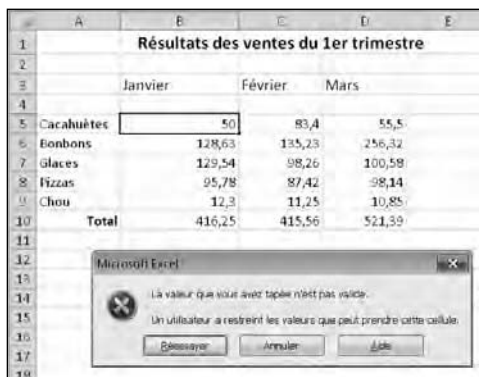 A B C D E
1 Résultats des ventes du 1er trimestre
2
3 Janvier Février Mars
4
5 Cacahuètes 50 83,4 55,5
6 Bonbons 128,63 135,23 256,32
7 Glaces 129,54 98,26 100,58
8 Pizzas 95,78 87,42 98,14
9 Chou 12,3 11,25 10,85
10 Total 416,25 415,56 521,39
11
12
Microsoft Excel
13
14 La valeur que vous avez tapée n'est pas valide.
15 Un utilisateur a restreint les valeurs que peut prendre cette cellule.
16 Réessayer Annuler Aide
17
18